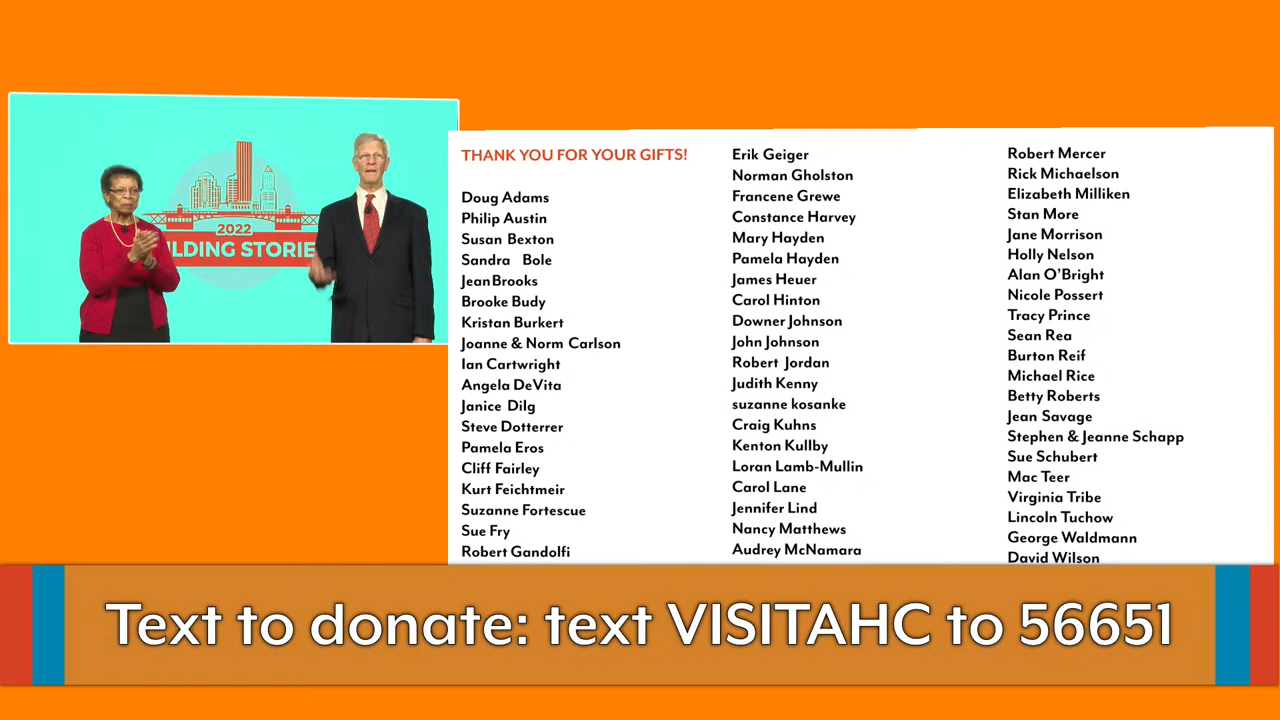 2022
ILDING STORIE
THANK YOU FOR YOUR GIFTS!
Doug Adams
Philip Austin
Susan Bexton
Sandra Bole
JeanBrooks
Brooke Budy
Kristan Burkert
Joanne & Norm Carlson
Ian Cartwright
Angela DeVita
Janice Dilg
Steve Dotterrer
Pamela Eros
Cliff Fairley
Kurt Feichtmeir
Suzanne Fortescue
Sue Fry
Robert Gandolfi
Erik Geiger
Norman Gholston
Francene Grewe
Constance Harvey
Mary Hayden
Pamela Hayden
James Heuer
Carol Hinton
Downer Johnson
John Johnson
Robert Jordan
Judith Kenny
suzanne kosanke
Craig Kuhns
Kenton Kullby
Loran Lamb-Mullin
Carol Lane
Jennifer Lind
Nancy Matthews
Audrey McNamara
Robert Mercer
Rick Michaelson
Elizabeth Milliken
Stan More
Jane Morrison
Holly Nelson
Alan O’Bright
Nicole Possert
Tracy Prince
Sean Rea
Burton Reif
Michael Rice
Betty Roberts
Jean Savage
Stephen & Jeanne Schapp
Sue Schubert
Mac Teer
Virginia Tribe
Lincoln Tuchow
George Waldmann
David Wilson
Text to donate: text VISITAHC to 56651